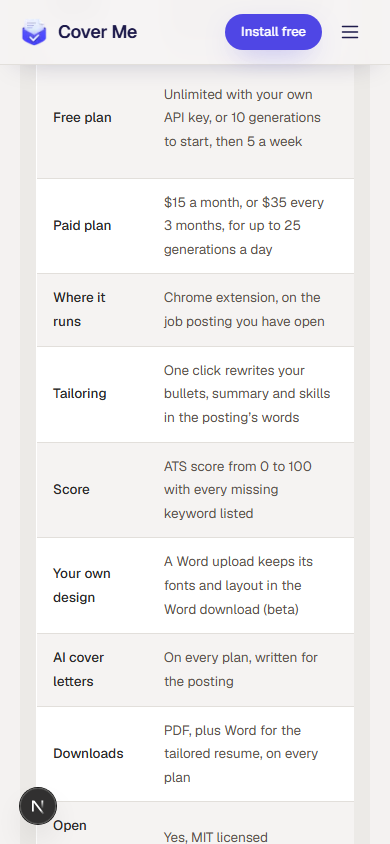 Cover Me
Install free
Free plan
Unlimited with your own
API key, or 10 generations
to start, then 5 a week
Paid plan
$15 a month, or $35 every
3 months, for up to 25
generations a day
Where it
runs
Chrome extension, on the
job posting you have open
Tailoring
One click rewrites your
bullets, summary and skills
in the posting's words
Score
ATS score from 0 to 100
with every missing
keyword listed
Your own
design
A Word upload keeps its
fonts and layout in the
Word download (beta)
AI cover
letters
On every plan, written for
the posting
Downloads
PDF, plus Word for the
tailored resume, on every
plan
N
Open
Yes, MIT licensed